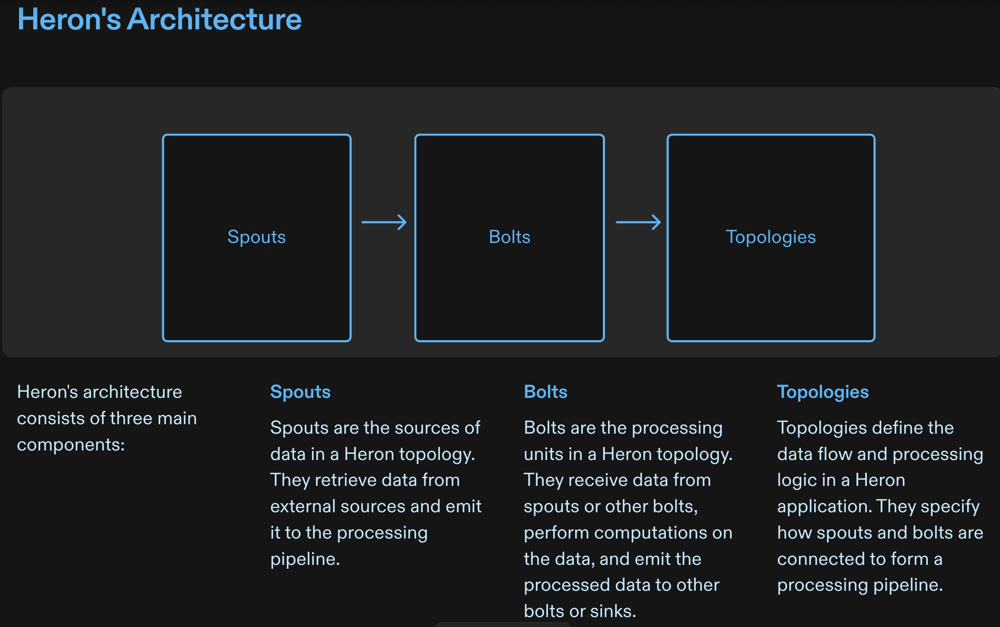 Heron's Architecture
Spouts
Bolts
Topologies
Heron's architecture
consists of three main
components:
Spouts
Spouts are the sources of
data in a Heron topology.
They retrieve data from
external sources and emit
it to the processing
pipeline.
Bolts
Bolts are the processing
units in a Heron topology.
They receive data from
spouts or other bolts,
perform computations on
the data, and emit the
processed data to other
bolts or sinks.
Topologies
Topologies define the
data flow and processing
logic in a Heron
application. They specify
how spouts and bolts are
connected to form a
processing pipeline.